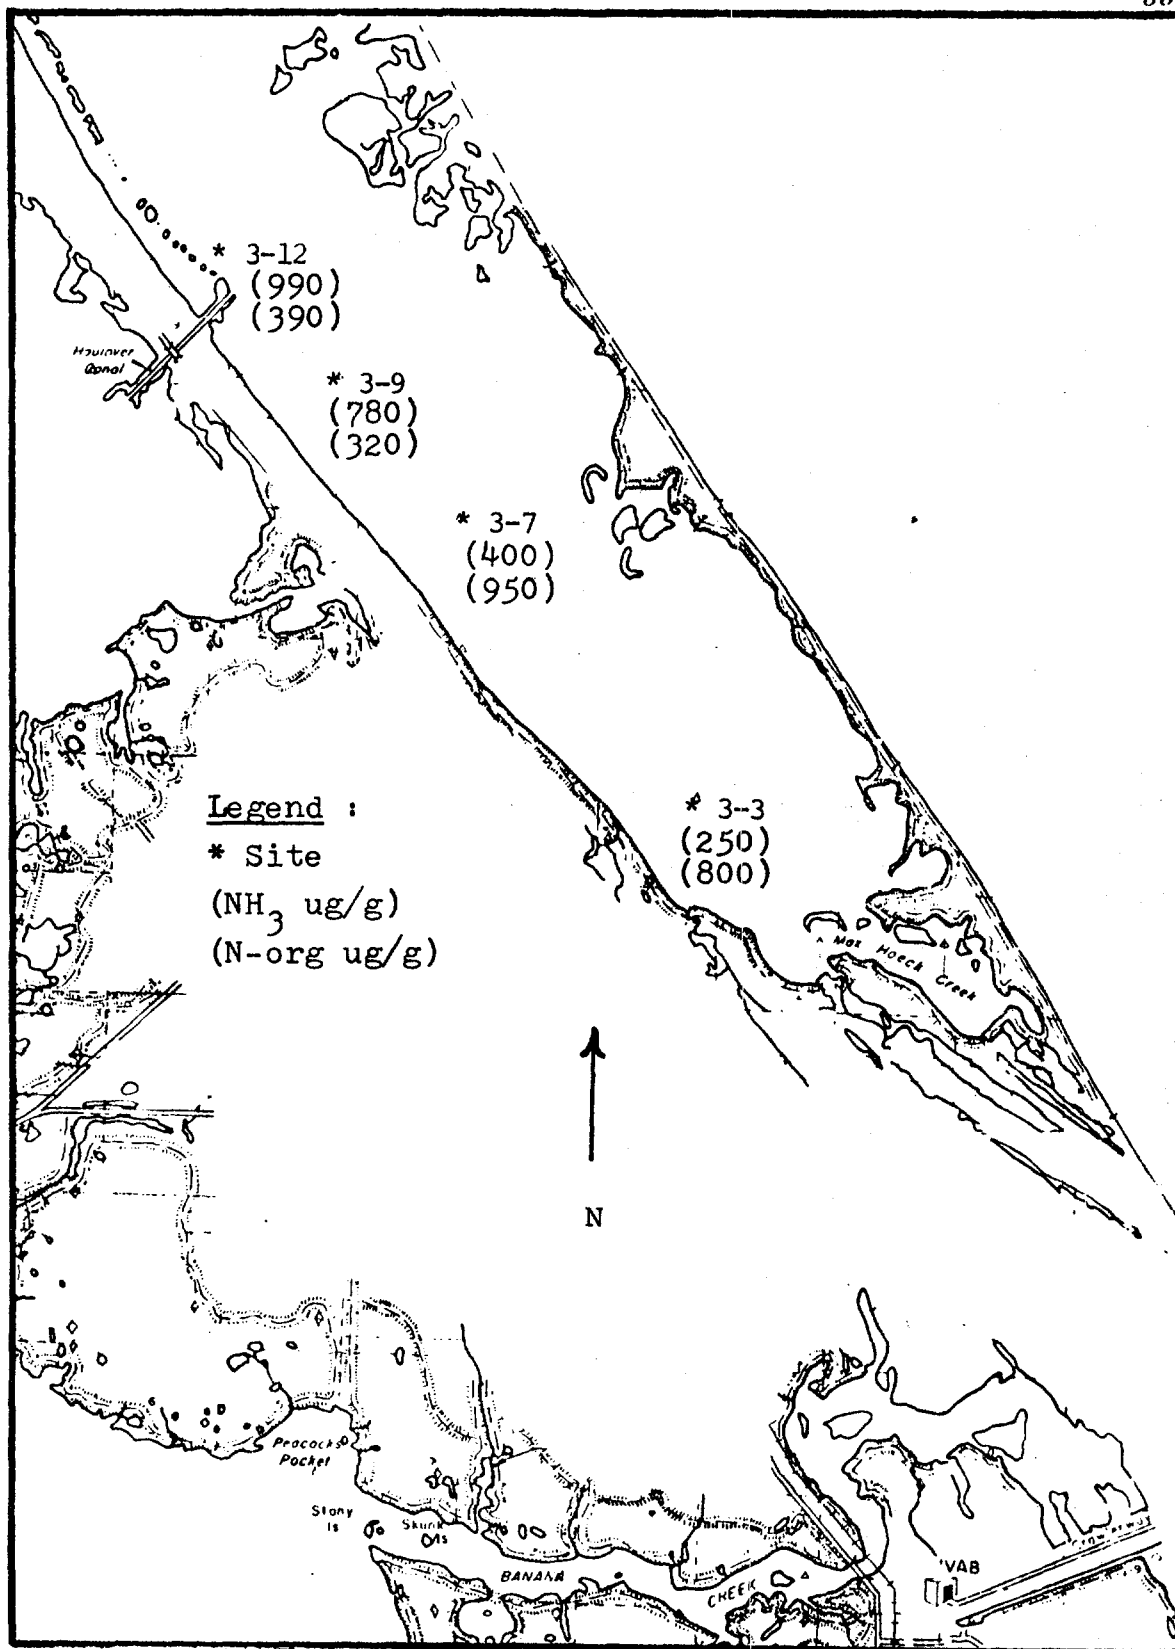 * 3-12
(990)
(390)
Haulover
Canal
* 3-9
(780)
(320)
* 3-7
(400)
(950)
* 3-3
(250)
(800)
Legend :
* Site
(NH3 ug/g)
(N-org ug/g)
Max Hoeck Creek
N
Peacocks
Pocket
Stony
Is
Skunk
Is
BANANA
CREEK
VAB